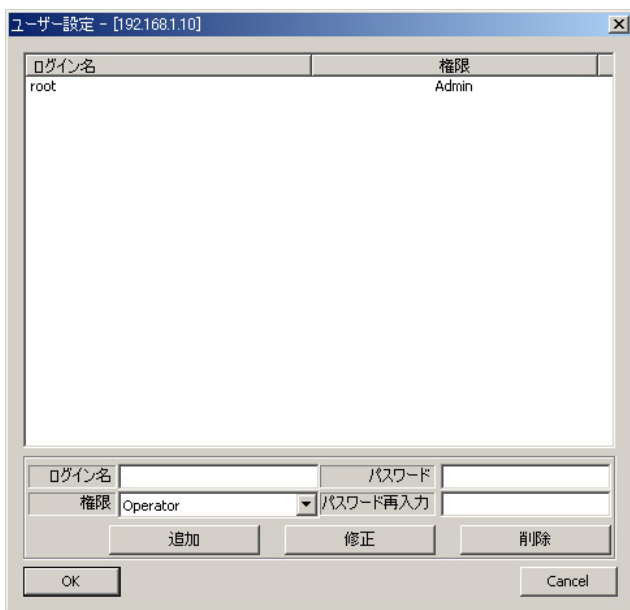 ユーザー設定 - [192.168.1.10]
ログイン名 権限
root Admin
ログイン名 パスワード
権限 Operator パスワード再入力
追加 修正 削除
OK Cancel